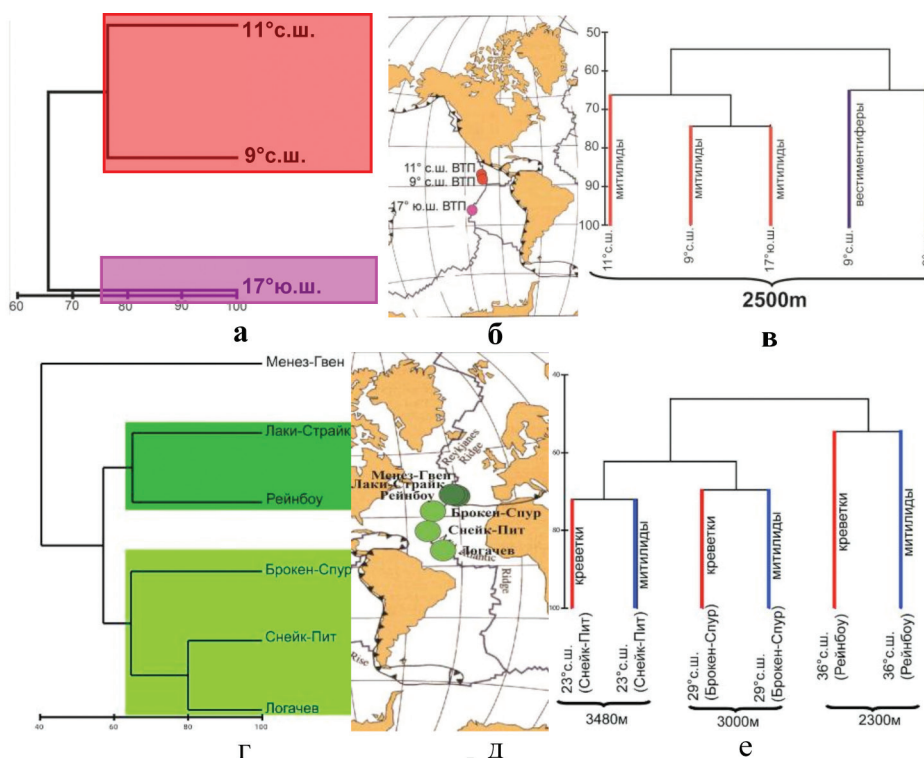 11°с.ш.
9°с.ш.
17°ю.ш.
60 70 80 90 100
а
11° с.ш. ВТП
9° с.ш. ВТП
17° ю.ш. ВТП
б
50
60
70
80
90
100
митилиды
митилиды
митилиды
вестиментиферы
11°с.ш.
9°с.ш.
17°ю.ш.
9°с.ш.
2500m
в
Менез-Гвен
Лаки-Страйк
Рейнбоу
Брокен-Спур
Снейк-Пит
Логачев
40 60 80 100
г
Reykjanes
Ridge
Менез-Гвен
Лаки-Страйк
Рейнбоу
Брокен-Спур
Снейк-Пит
Логачев
Atlantic
Ridge
Rise
д
40
60
80
100
креветки
митилиды
креветки
митилиды
креветки
митилиды
23°с.ш.
(Снейк-Пит)
23°с.ш.
(Снейк-Пит)
29°с.ш.
(Брокен-Спур)
29°с.ш.
(Брокен-Спур)
36°с.ш.
(Рейнбоу)
36°с.ш.
(Рейнбоу)
3480м
3000м
2300м
е